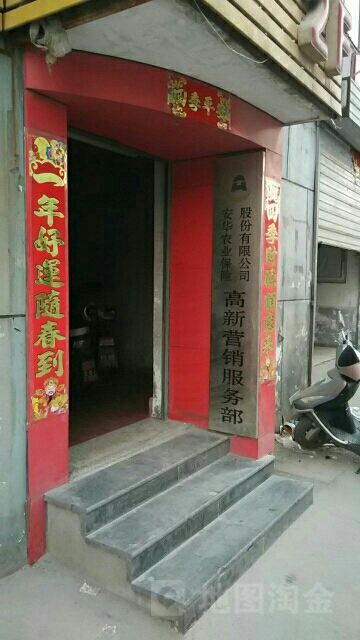 四季平安
一年好运随春到
安华农业保险
股份有限公司
高新营销服务部
地图淘金